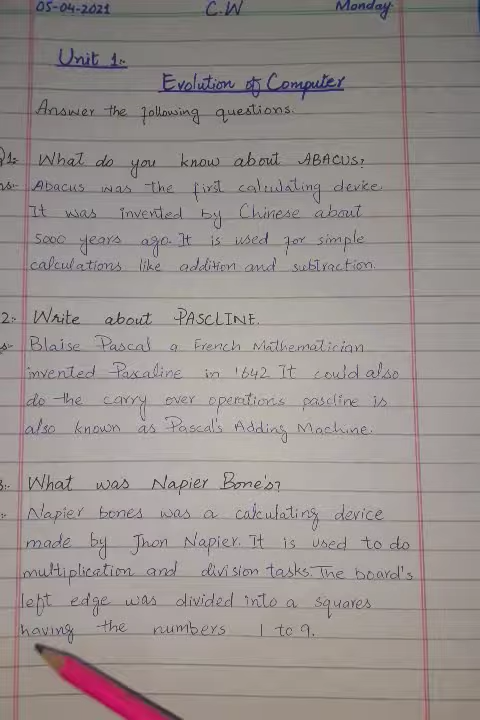 05-04-2021 C.W Monday
Unit 1:-
Evolution of Computer
Answer the following questions.
Q1:- What do you know about ABACUS?
ns:- Abacus was the first calculating device
It was invented by Chinese about
5000 years ago. It is used for simple
calculations like addition and subtraction.
2:- Write about PASCLINE.
s:- Blaise Pascal a French Mathematician
invented Paxaline in 1642 It could also
do the carry over operations pascline is
also known as Pascal's Adding Machine.
3:- What was Napier Bone's?
:- Napier bones was a calculating device
made by Jhon Napier. It is used to do
multiplication and division tasks. The board's
left edge was divided into a squares
having the numbers 1 to 9.